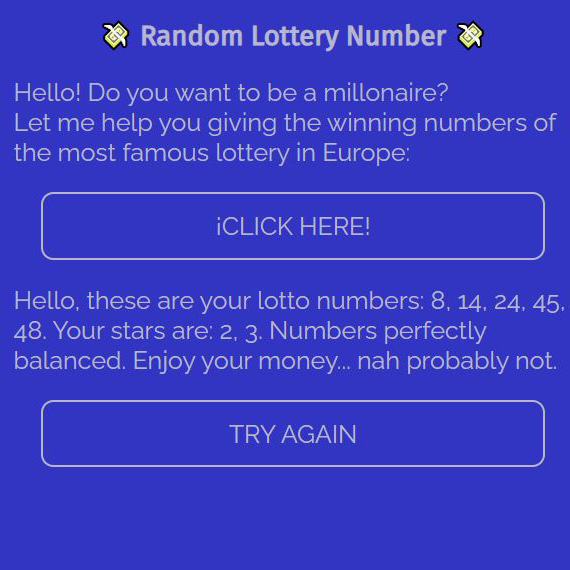 Random Lottery Number
Hello! Do you want to be a millonaire?
Let me help you giving the winning numbers of
the most famous lottery in Europe:
¡CLICK HERE!
Hello, these are your lotto numbers: 8, 14, 24, 45,
48. Your stars are: 2, 3. Numbers perfectly
balanced. Enjoy your money... nah probably not.
TRY AGAIN